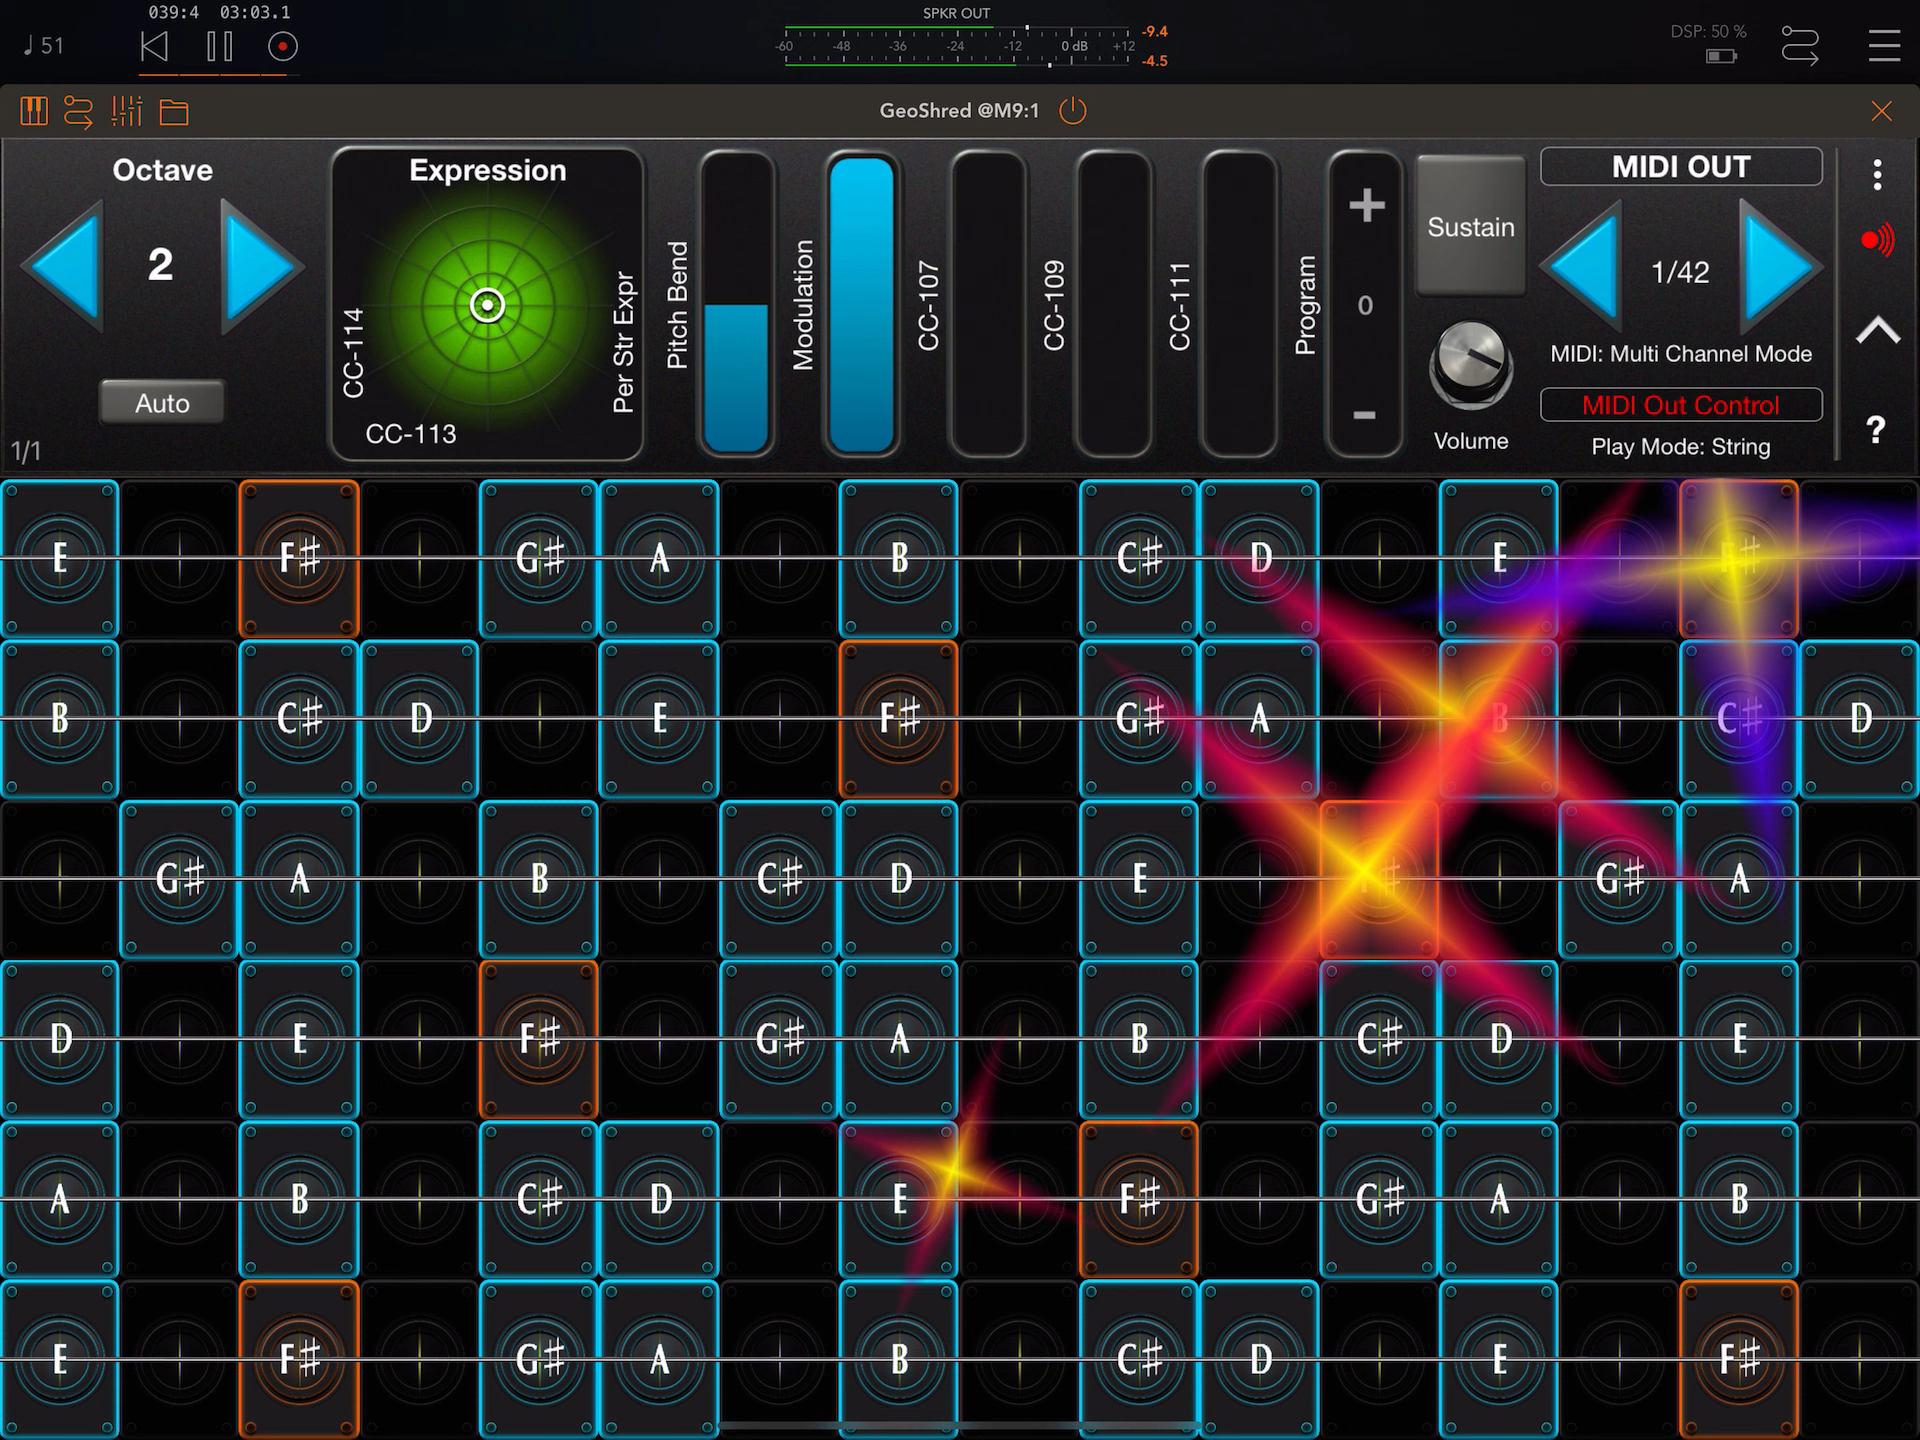 039:4 03:03.1
SPKR OUT
♩51
-60 -48 -36 -24 -12 0 dB +12
-9.4
-4.5
DSP: 50 %
GeoShred @M9:1
Octave
2
Auto
1/1
Expression
CC-114
CC-113
Per Str Expr
Pitch Bend
Modulation
CC-107
CC-109
CC-111
Program
+
0
-
Sustain
Volume
MIDI OUT
1/42
MIDI: Multi Channel Mode
MIDI Out Control
Play Mode: String
?
E F♯ G♯ A B C♯ D E F♯
B C♯ D E F♯ G♯ A B C♯ D
G♯ A B C♯ D E F♯ G♯ A
D E F♯ G♯ A B C♯ D E
A B C♯ D E F♯ G♯ A B
E F♯ G♯ A B C♯ D E F♯